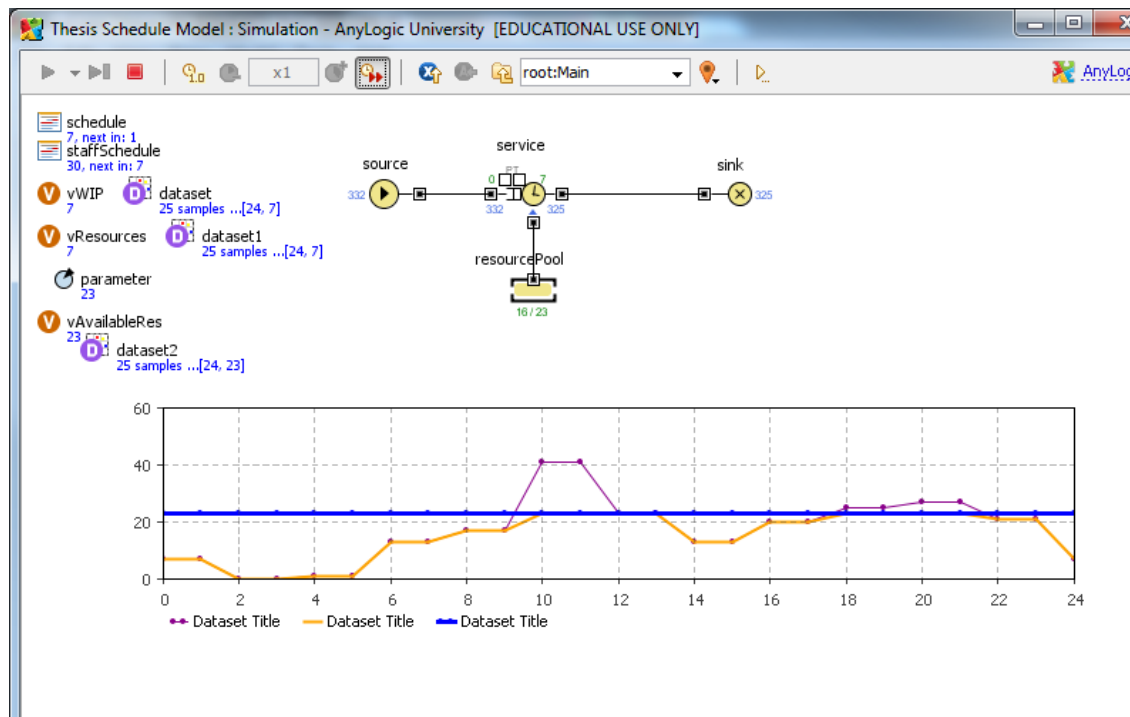 Thesis Schedule Model : Simulation - AnyLogic University [EDUCATIONAL USE ONLY]
1.0 x1 root:Main AnyLog
schedule
7, next in: 1
staffSchedule
30, next in: 7
vWIP
7
dataset
25 samples ...[24, 7]
vResources
7
dataset1
25 samples ...[24, 7]
parameter
23
vAvailableRes
23
dataset2
25 samples ...[24, 23]
source
332
service
PT
0 7
332 325
sink
325
resourcePool
16 / 23
60
40
20
0
0 2 4 6 8 10 12 14 16 18 20 22 24
Dataset Title Dataset Title Dataset Title